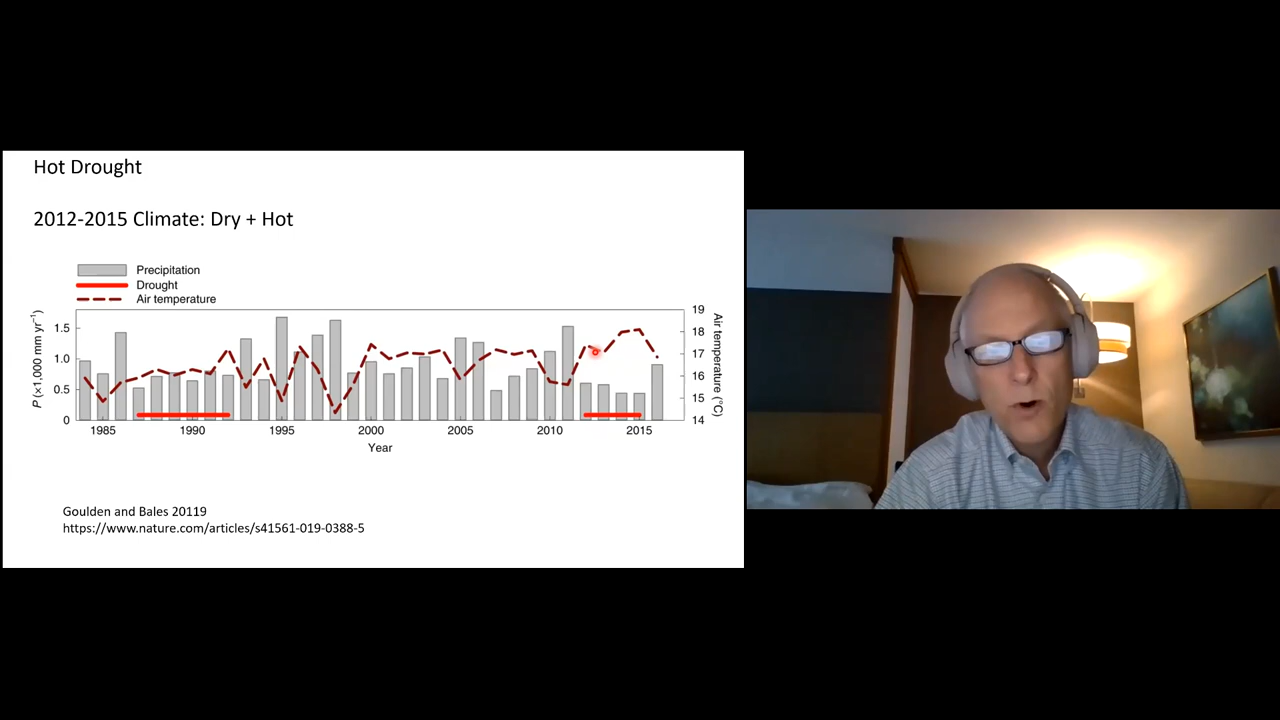 Hot Drought
2012-2015 Climate: Dry + Hot
Precipitation
Drought
Air temperature
P (×1,000 mm yr⁻¹)
1.5
1.0
0.5
0
19
18
17
16
15
14
Air temperature (°C)
1985 1990 1995 2000 2005 2010 2015
Year
Goulden and Bales 20119
https://www.nature.com/articles/s41561-019-0388-5